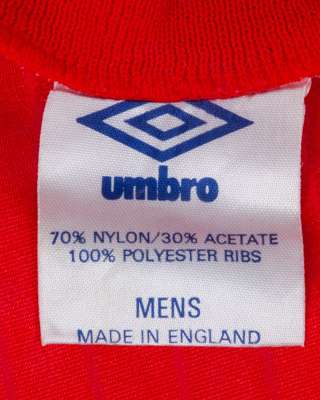 umbro
70% NYLON/30% ACETATE
100% POLYESTER RIBS
MENS
MADE IN ENGLAND